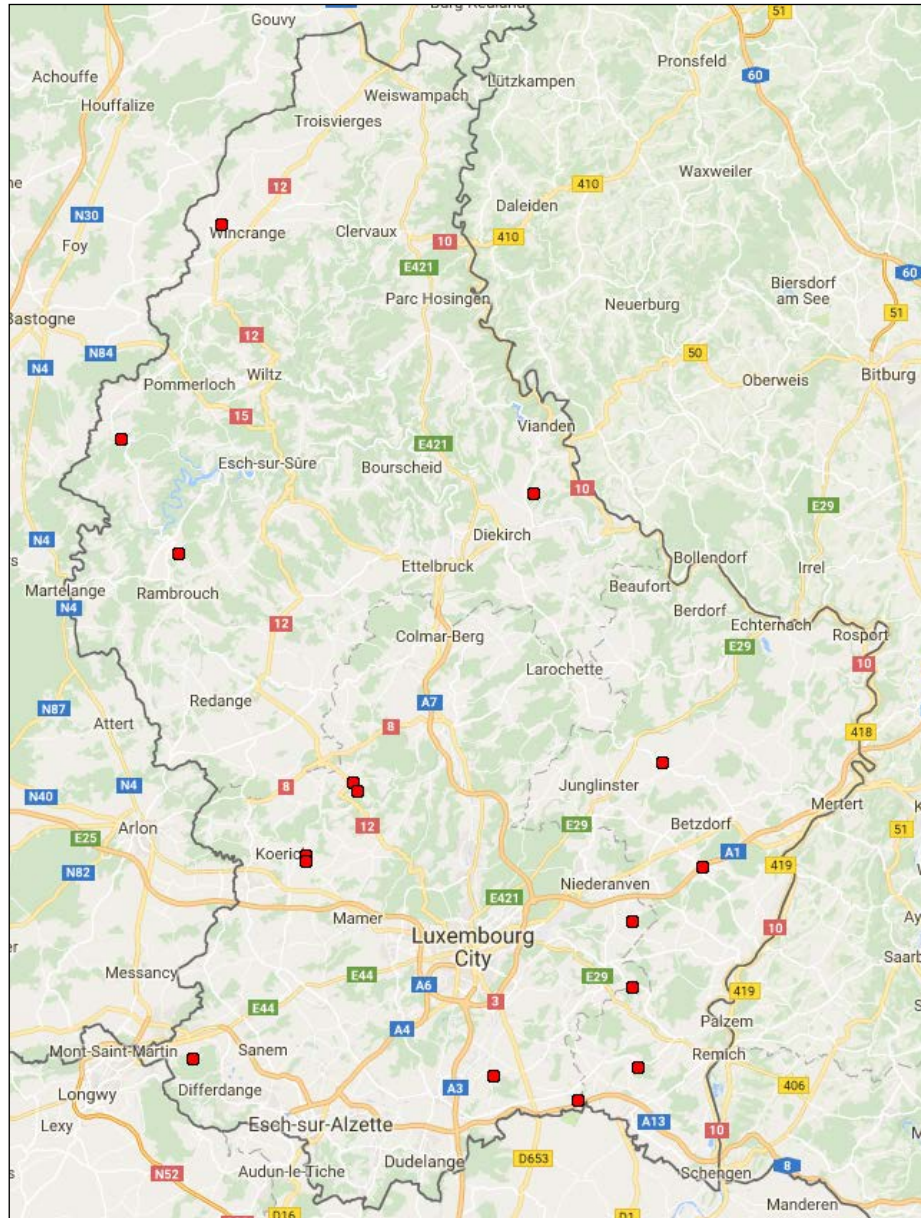 Gouvy
51
Pronsfeld
Achouffe
Lützkampen
60
Weiswampach
Houffalize
Troisvierges
Waxweiler
12
410
Daleiden
N30
Wincrange
Clervaux
10
410
Foy
E421
60
Biersdorf
am See
Parc Hosingen
Neuerburg
51
Bastogne
12
N84
50
N4
Wiltz
Pommerloch
Oberweis
Bitburg
15
Vianden
E421
Esch-sur-Sûre
Bourscheid
10
E29
Diekirch
N4
Bollendorf
Ettelbruck
Irrel
Martelange
Rambrouch
Beaufort
N4
Berdorf
12
Echternach
Colmar-Berg
Rosport
E29
10
Larochette
Redange
A7
N87
Attert
8
418
N4
8
Junglinster
N40
Mertert
Arlon
12
E29
Betzdorf
51
E25
A1
419
N82
Niederanven
E421
Mamer
Luxembourg
City
10
Messancy
E44
E29
A6
419
E44
3
A4
Palzem
Mont-Saint-Martin
Sanem
Remich
Differdange
406
Longwy
A3
Esch-sur-Alzette
Lexy
A13
10
Dudelange
D653
8
N52
Audun-le-Tiche
Schengen
Manderen
D16
D1